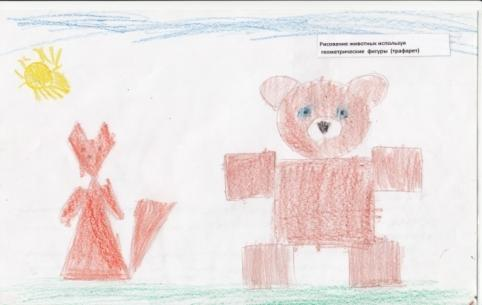 Рисование животных используя
геометрические фигуры (трафарет)